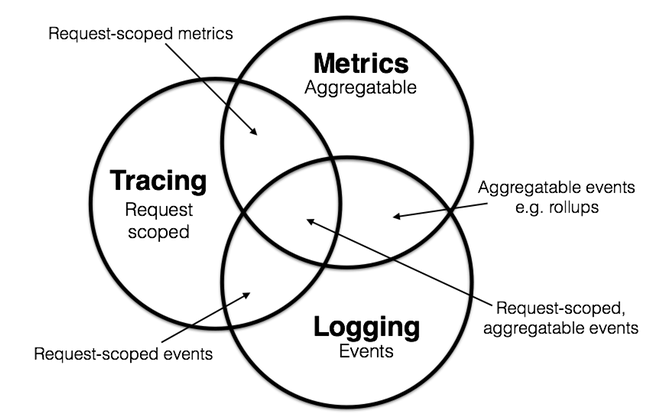 Request-scoped metrics
Metrics
Aggregatable
Tracing
Request
scoped
Aggregatable events
e.g. rollups
Request-scoped,
aggregatable events
Logging
Events
Request-scoped events